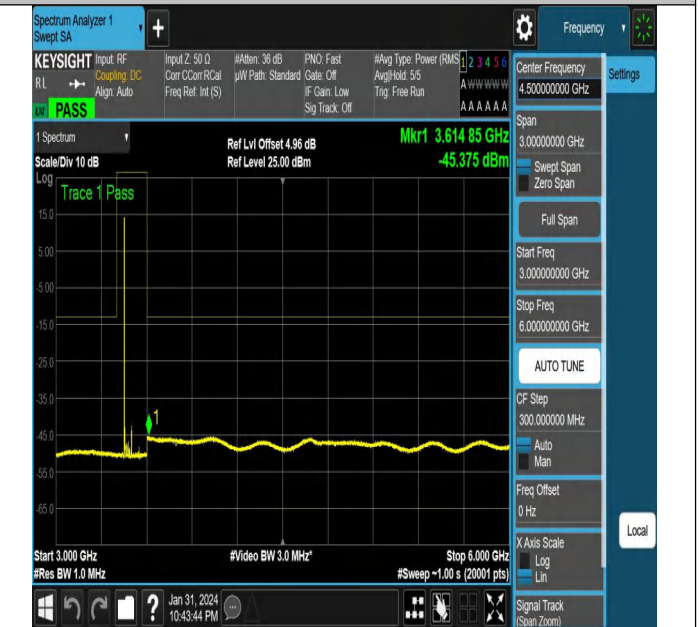 Spectrum Analyzer 1
Swept SA
Frequency
KEYSIGHT
RL
PASS
Input: RF
Coupling: DC
Align: Auto
Input Z: 50 Ω
Corr CCorr RCal
Freq Ref: Int (S)
#Atten: 36 dB
µW Path: Standard
PNO: Fast
Gate: Off
IF Gain: Low
Sig Track: Off
#Avg Type: Power (RMS
Avg|Hold: 5/5
Trig: Free Run
1 2 3 4 5 6
A W W W W W
A A A A A A
Center Frequency
4.500000000 GHz
Settings
Span
3.00000000 GHz
Swept Span
Zero Span
Full Span
Start Freq
3.000000000 GHz
Stop Freq
6.000000000 GHz
AUTO TUNE
CF Step
300.000000 MHz
Auto
Man
Freq Offset
0 Hz
X Axis Scale
Log
Lin
Signal Track
(Span Zoom)
Local
1 Spectrum
Scale/Div 10 dB
Ref Lvl Offset 4.96 dB
Ref Level 25.00 dBm
Mkr1 3.614 85 GHz
-45.375 dBm
Log
Trace 1 Pass
15.0
5.00
-5.00
-15.0
-25.0
-35.0
1
-45.0
-55.0
-65.0
Start 3.000 GHz
#Res BW 1.0 MHz
#Video BW 3.0 MHz*
Stop 6.000 GHz
#Sweep ~1.00 s (20001 pts)
?
Jan 31, 2024
10:43:44 PM